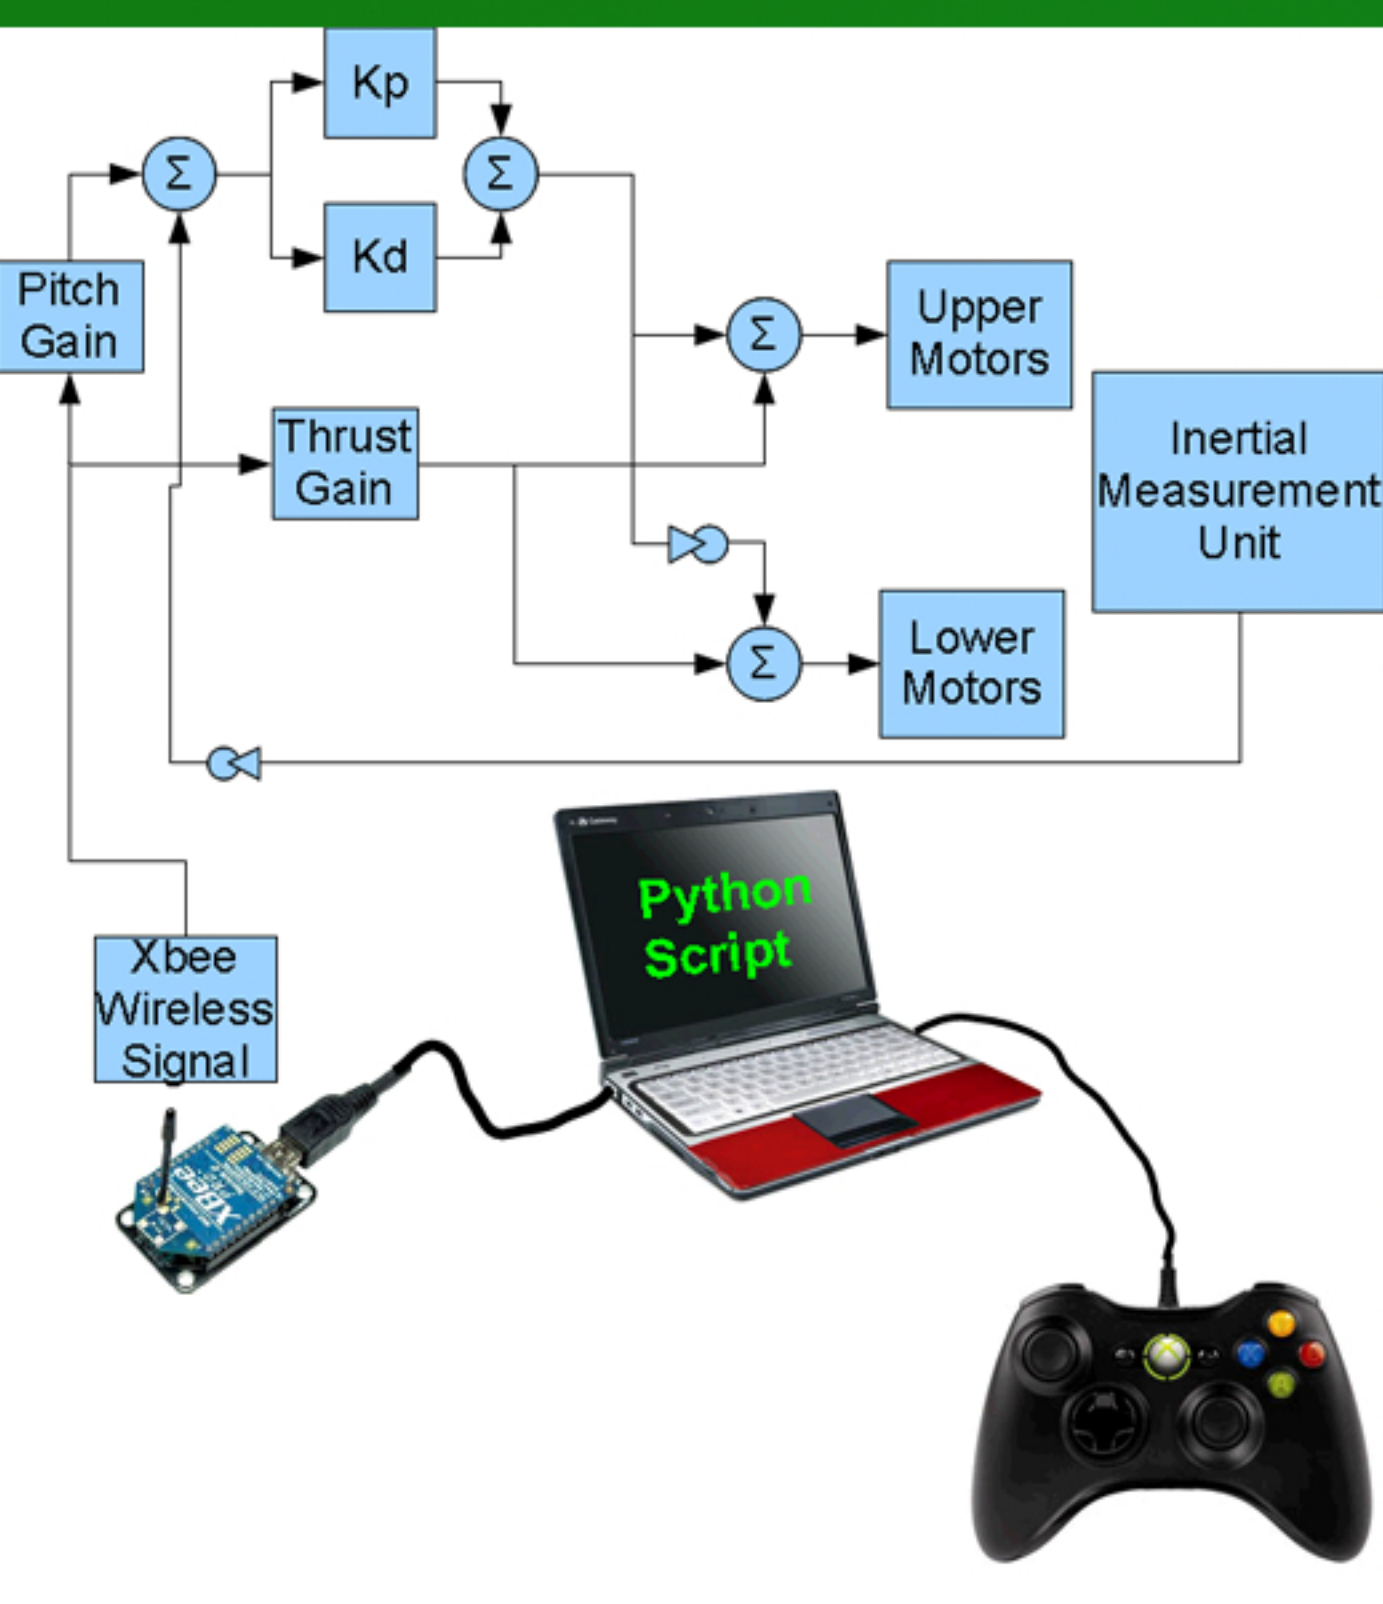 Kp
Σ
Σ
Kd
Pitch
Gain
Σ
Upper
Motors
Thrust
Gain
Inertial
Measurement
Unit
Σ
Lower
Motors
Python
Script
Xbee
Wireless
Signal
XBee